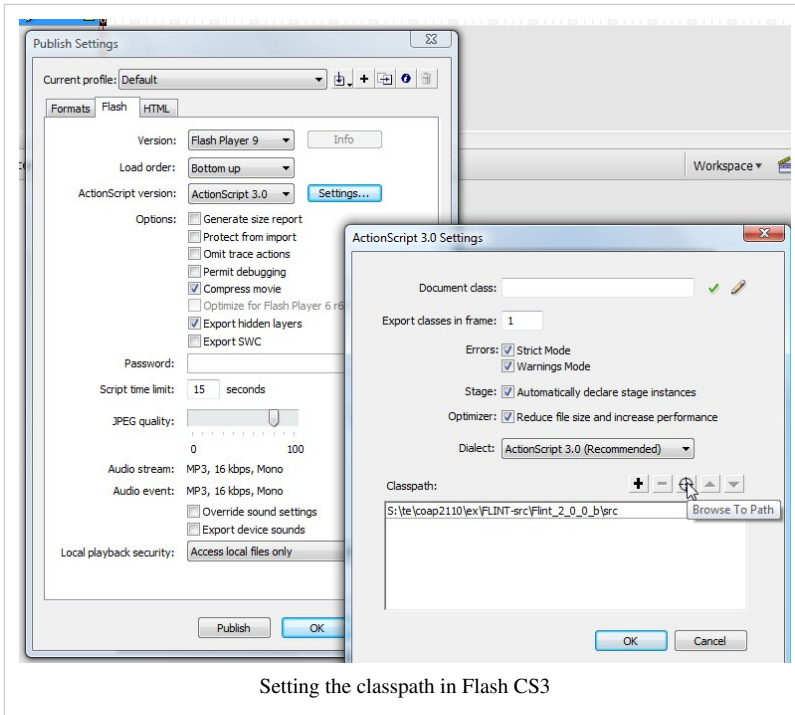 Publish Settings
Current profile: Default
Formats Flash HTML
Version: Flash Player 9 Info
Load order: Bottom up
Workspace
ActionScript version: ActionScript 3.0 Settings...
Options: Generate size report
Protect from import
Omit trace actions
Permit debugging
Compress movie
Optimize for Flash Player 6 r6
Export hidden layers
Export SWC
Password:
Script time limit: 15 seconds
JPEG quality:
0 100
Audio stream: MP3, 16 kbps, Mono
Audio event: MP3, 16 kbps, Mono
Override sound settings
Export device sounds
Local playback security: Access local files only
Publish OK
ActionScript 3.0 Settings
Document class:
Export classes in frame: 1
Errors: Strict Mode
Warnings Mode
Stage: Automatically declare stage instances
Optimizer: Reduce file size and increase performance
Dialect: ActionScript 3.0 (Recommended)
Classpath:
Browse To Path
S:\te\coap2110\ex\FLINT-src\Flint_2_0_0_b\src
OK Cancel
Setting the classpath in Flash CS3